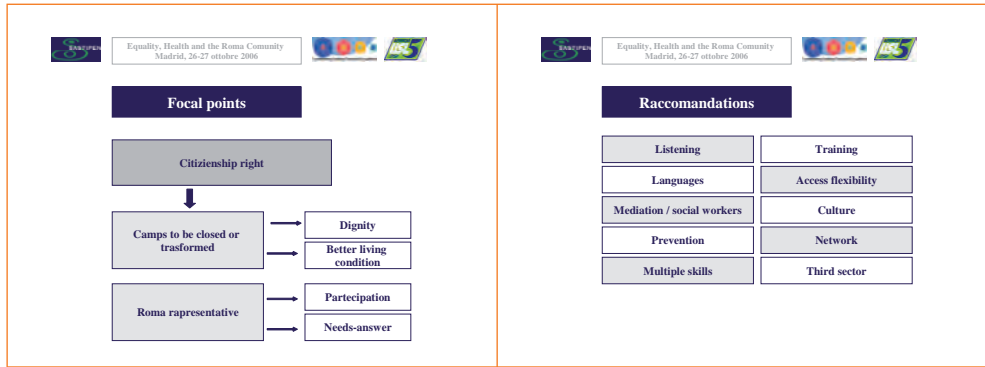 SASTIPEN
Equality, Health and the Roma Comunity
Madrid, 26-27 ottobre 2006
Focal points
Citizienship right
Camps to be closed or
trasformed
Dignity
Better living
condition
Roma rapresentative
Partecipation
Needs-answer
SASTIPEN
Equality, Health and the Roma Comunity
Madrid, 26-27 ottobre 2006
Raccomandations
Listening
Training
Languages
Access flexibility
Mediation / social workers
Culture
Prevention
Network
Multiple skills
Third sector